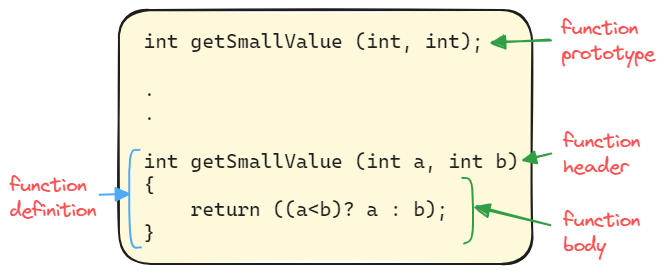 int getSmallValue (int, int);
function
prototype
.
.
int getSmallValue (int a, int b)
function
header
{
function
definition
return ((a<b)? a : b);
}
function
body